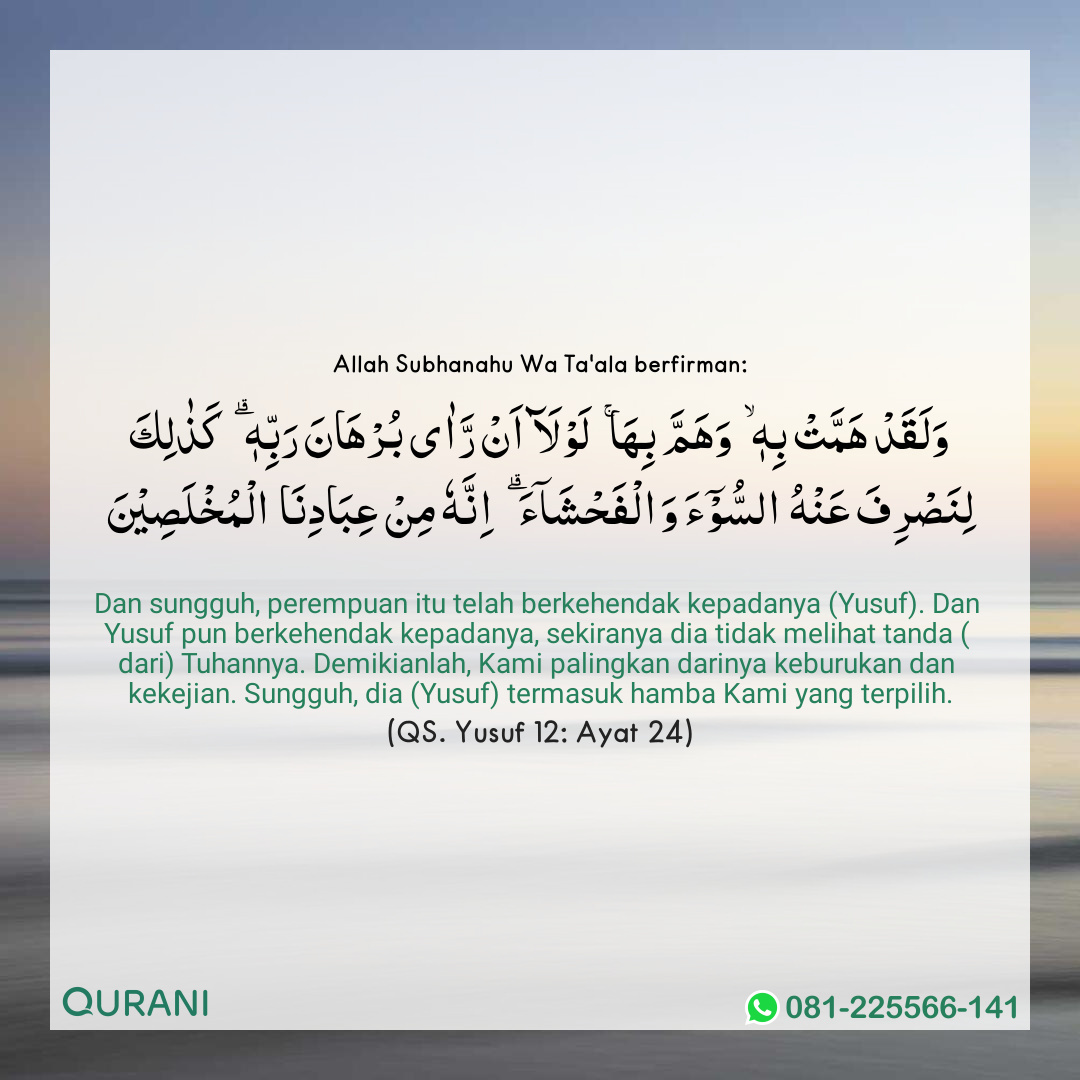 Allah Subhanahu Wa Ta'ala berfirman:
وَلَقَدْ هَمَّتْ بِهٖۙ وَهَمَّ بِهَاۚ لَوْلَاۤ اَنْ رَّاٰى بُرْهَانَ رَبِّهٖۗ كَذٰلِكَ
لِنَصْرِفَ عَنْهُ السُّوْۤءَ وَالْفَحْشَاۤءَۗ اِنَّهٗ مِنْ عِبَادِنَا الْمُخْلَصِيْنَ
Dan sungguh, perempuan itu telah berkehendak kepadanya (Yusuf). Dan
Yusuf pun berkehendak kepadanya, sekiranya dia tidak melihat tanda (
dari) Tuhannya. Demikianlah, Kami palingkan darinya keburukan dan
kekejian. Sungguh, dia (Yusuf) termasuk hamba Kami yang terpilih.
(QS. Yusuf 12: Ayat 24)
QURANI
081-225566-141